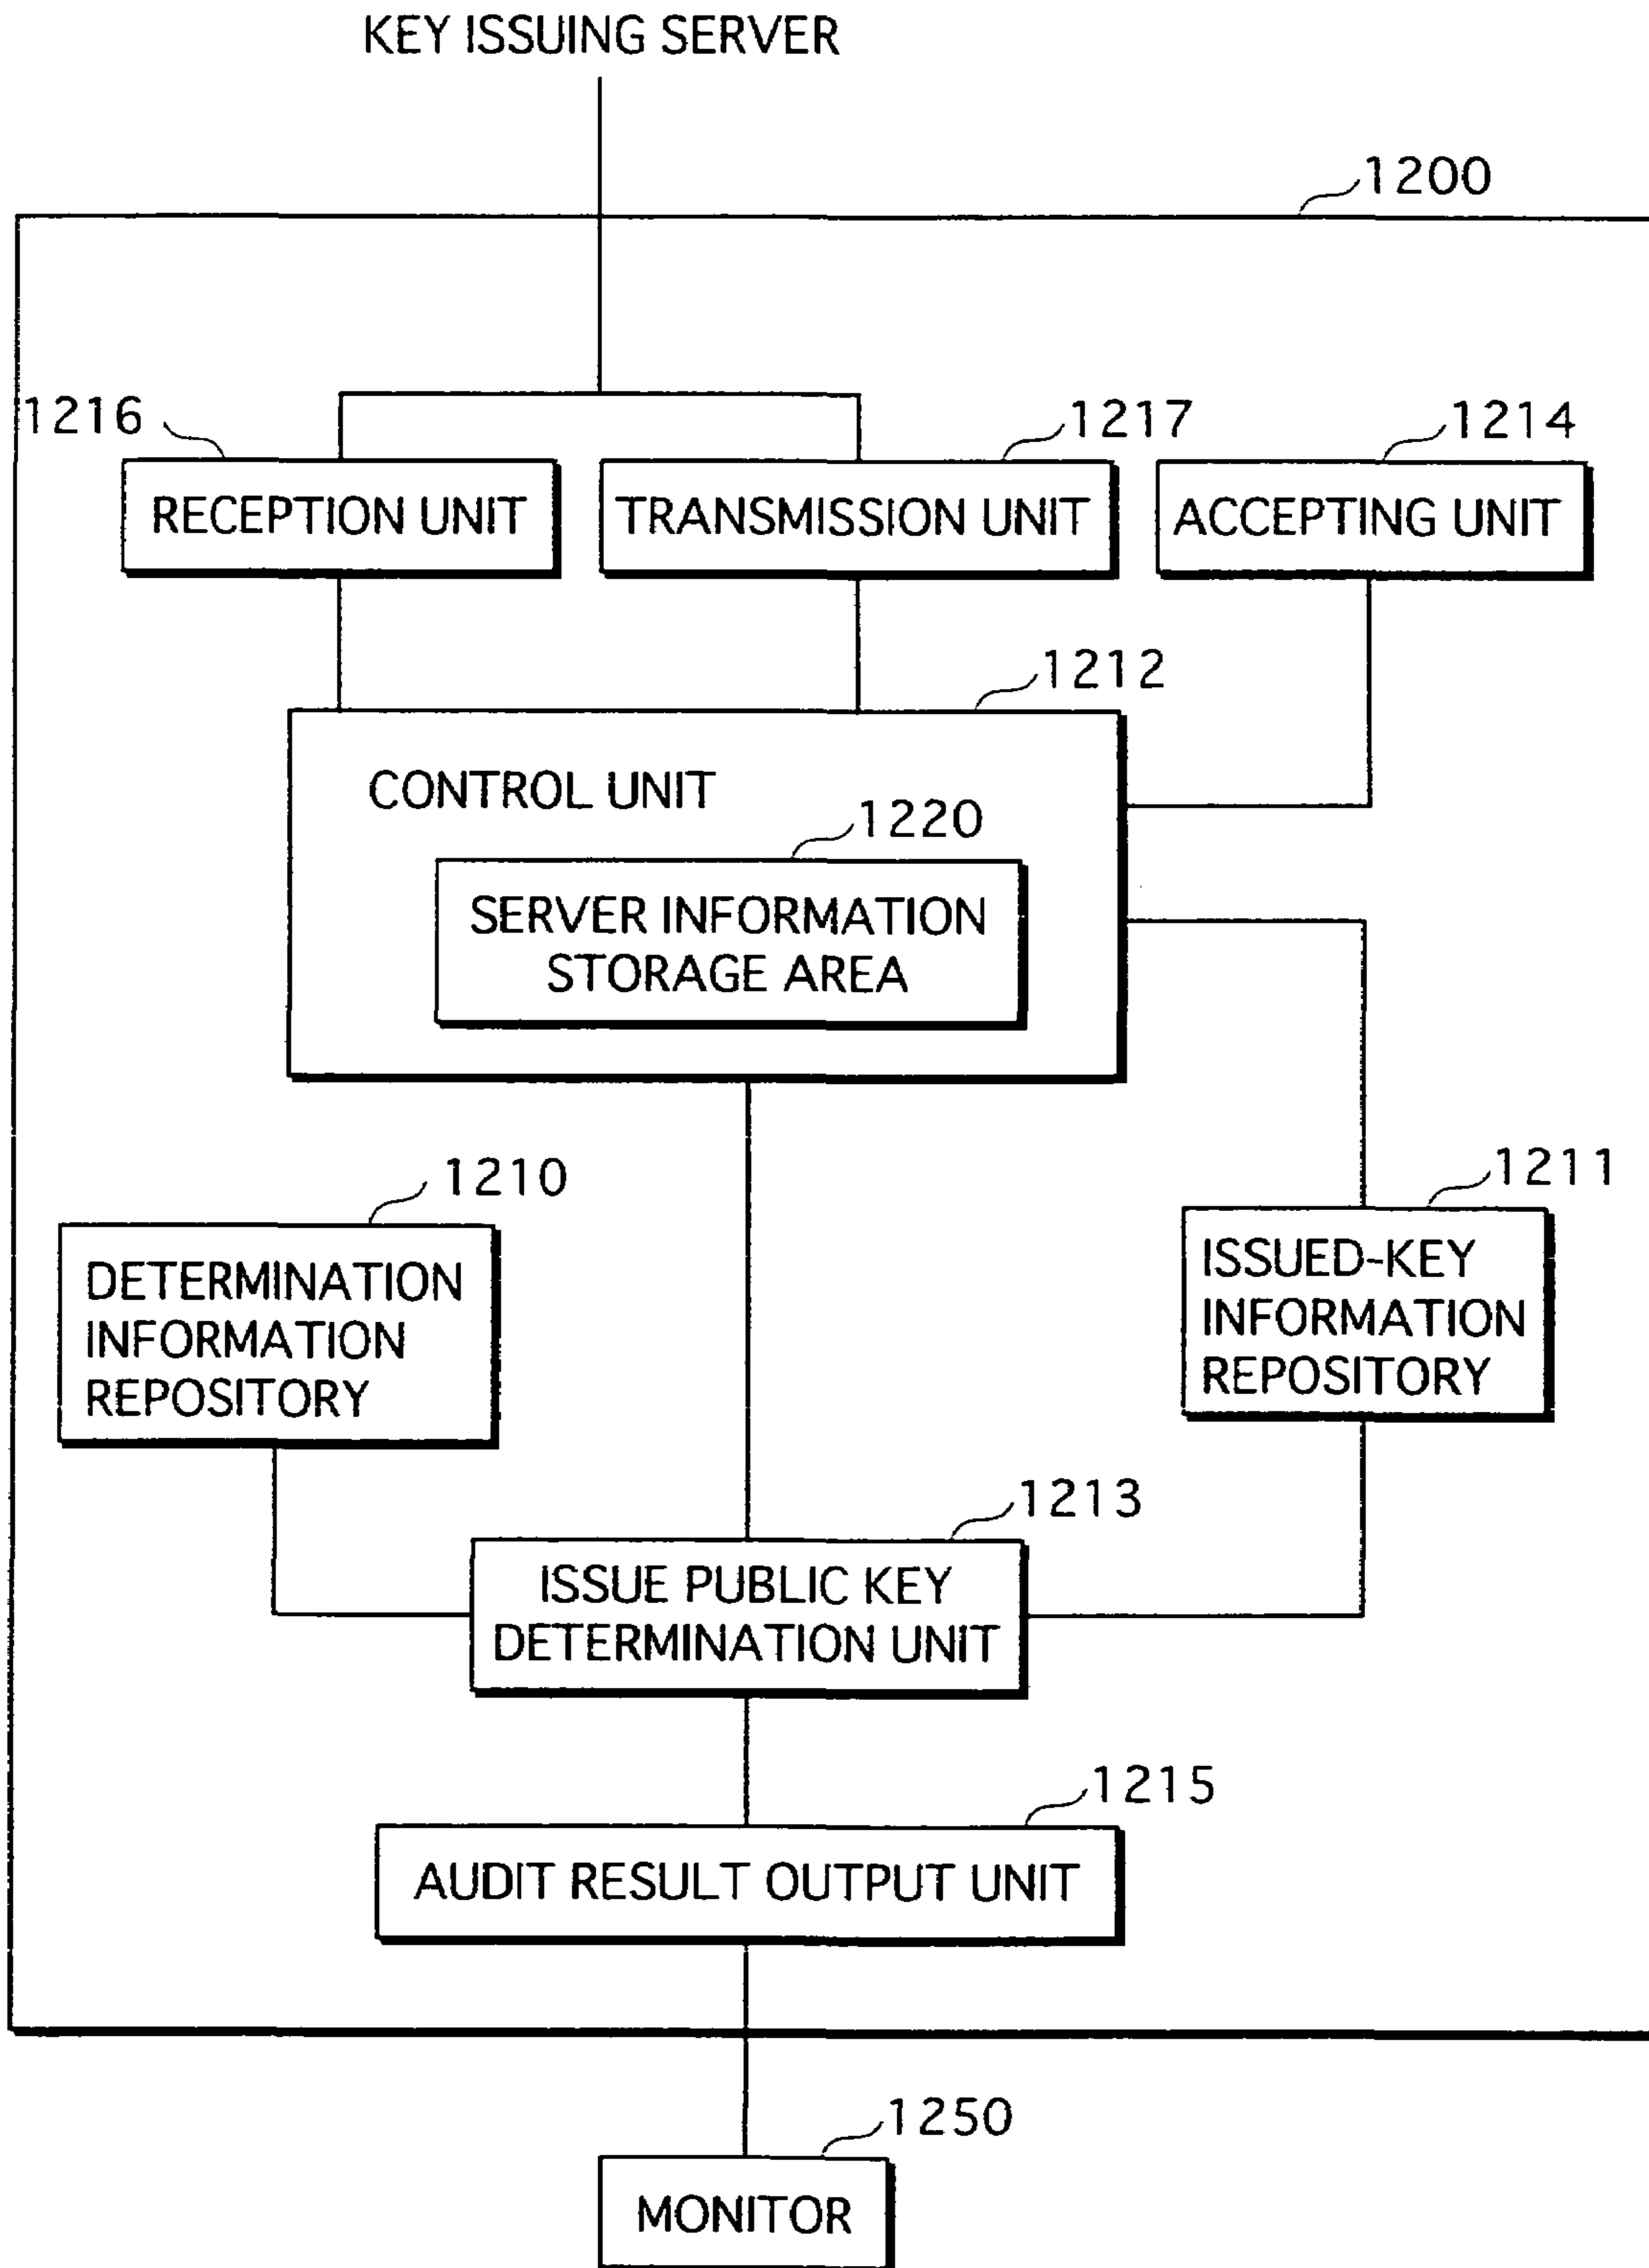 KEY ISSUING SERVER
1200
1216
1217
1214
RECEPTION UNIT
TRANSMISSION UNIT
ACCEPTING UNIT
1212
CONTROL UNIT
1220
SERVER INFORMATION
STORAGE AREA
1210
1211
DETERMINATION
INFORMATION
REPOSITORY
ISSUED-KEY
INFORMATION
REPOSITORY
1213
ISSUE PUBLIC KEY
DETERMINATION UNIT
1215
AUDIT RESULT OUTPUT UNIT
1250
MONITOR